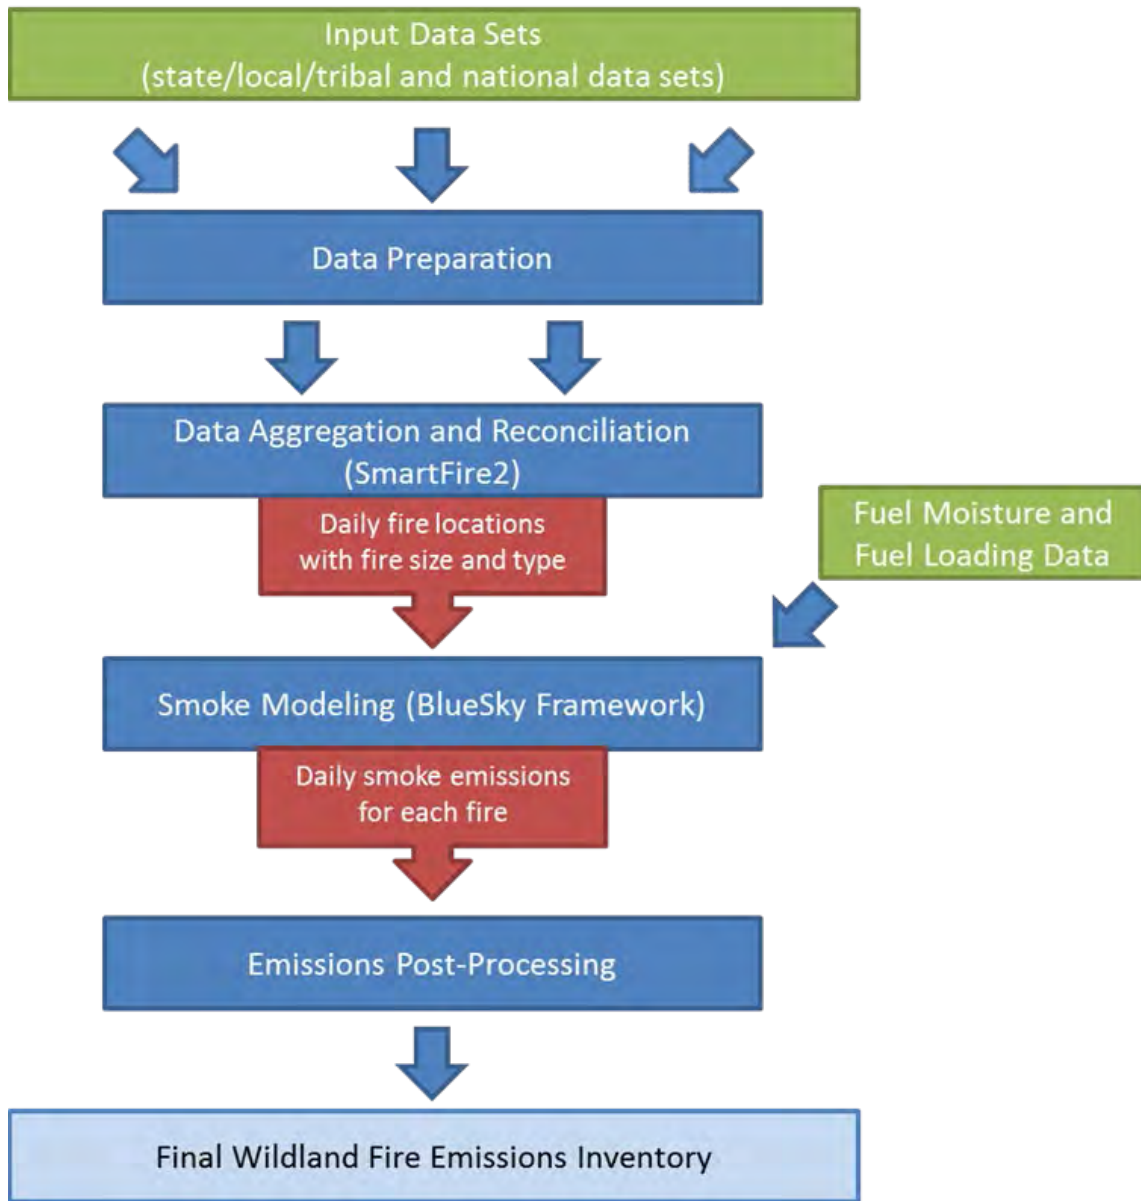 Input Data Sets
(state/local/tribal and national data sets)
Data Preparation
Data Aggregation and Reconciliation
(SmartFire2)
Daily fire locations
with fire size and type
Fuel Moisture and
Fuel Loading Data
Smoke Modeling (BlueSky Framework)
Daily smoke emissions
for each fire
Emissions Post-Processing
Final Wildland Fire Emissions Inventory